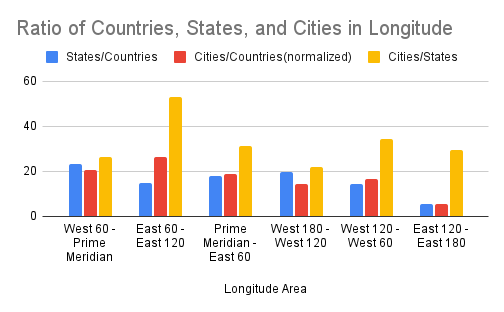 Ratio of Countries, States, and Cities in Longitude
States/Countries
Cities/Countries(normalized)
Cities/States
60
40
20
0
West 60 -
Prime
Meridian
East 60 -
East 120
Prime
Meridian -
East 60
West 180 -
West 120
West 120 -
West 60
East 120 -
East 180
Longitude Area